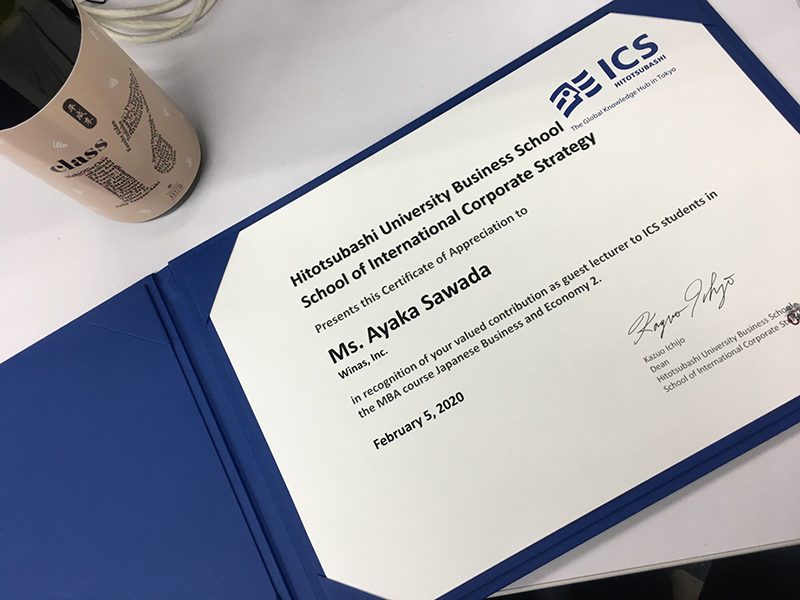 ICS
HITOTSUBASHI
The Global Knowledge Hub in Tokyo
Hitotsubashi University Business School
School of International Corporate Strategy
Presents this Certificate of Appreciation to
Ms. Ayaka Sawada
Winas, Inc.
in recognition of your valued contribution as guest lecturer to ICS students in
the MBA course Japanese Business and Economy 2.
February 5, 2020
Kazuo Ichijo
Kazuo Ichijo
Dean
Hitotsubashi University Business School
School of International Corporate
class
17